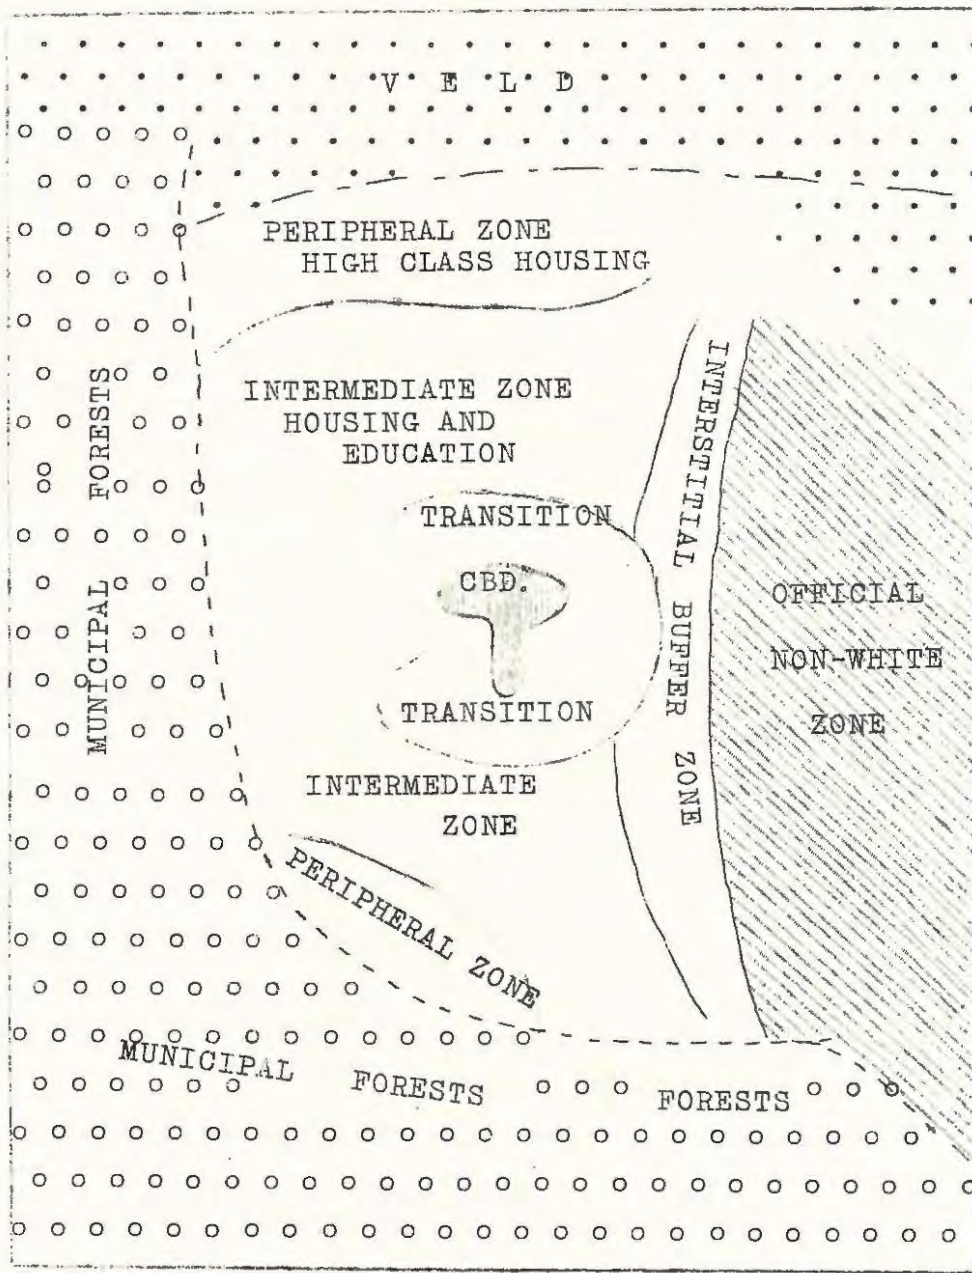 VELD
PERIPHERAL ZONE
HIGH CLASS HOUSING
INTERMEDIATE ZONE
HOUSING AND
EDUCATION
TRANSITION
CBD.
TRANSITION
INTERMEDIATE
ZONE
PERIPHERAL ZONE
INTERSTITIAL BUFFER ZONE
OFFICIAL
NON-WHITE
ZONE
MUNICIPAL FORESTS
MUNICIPAL FORESTS FORESTS